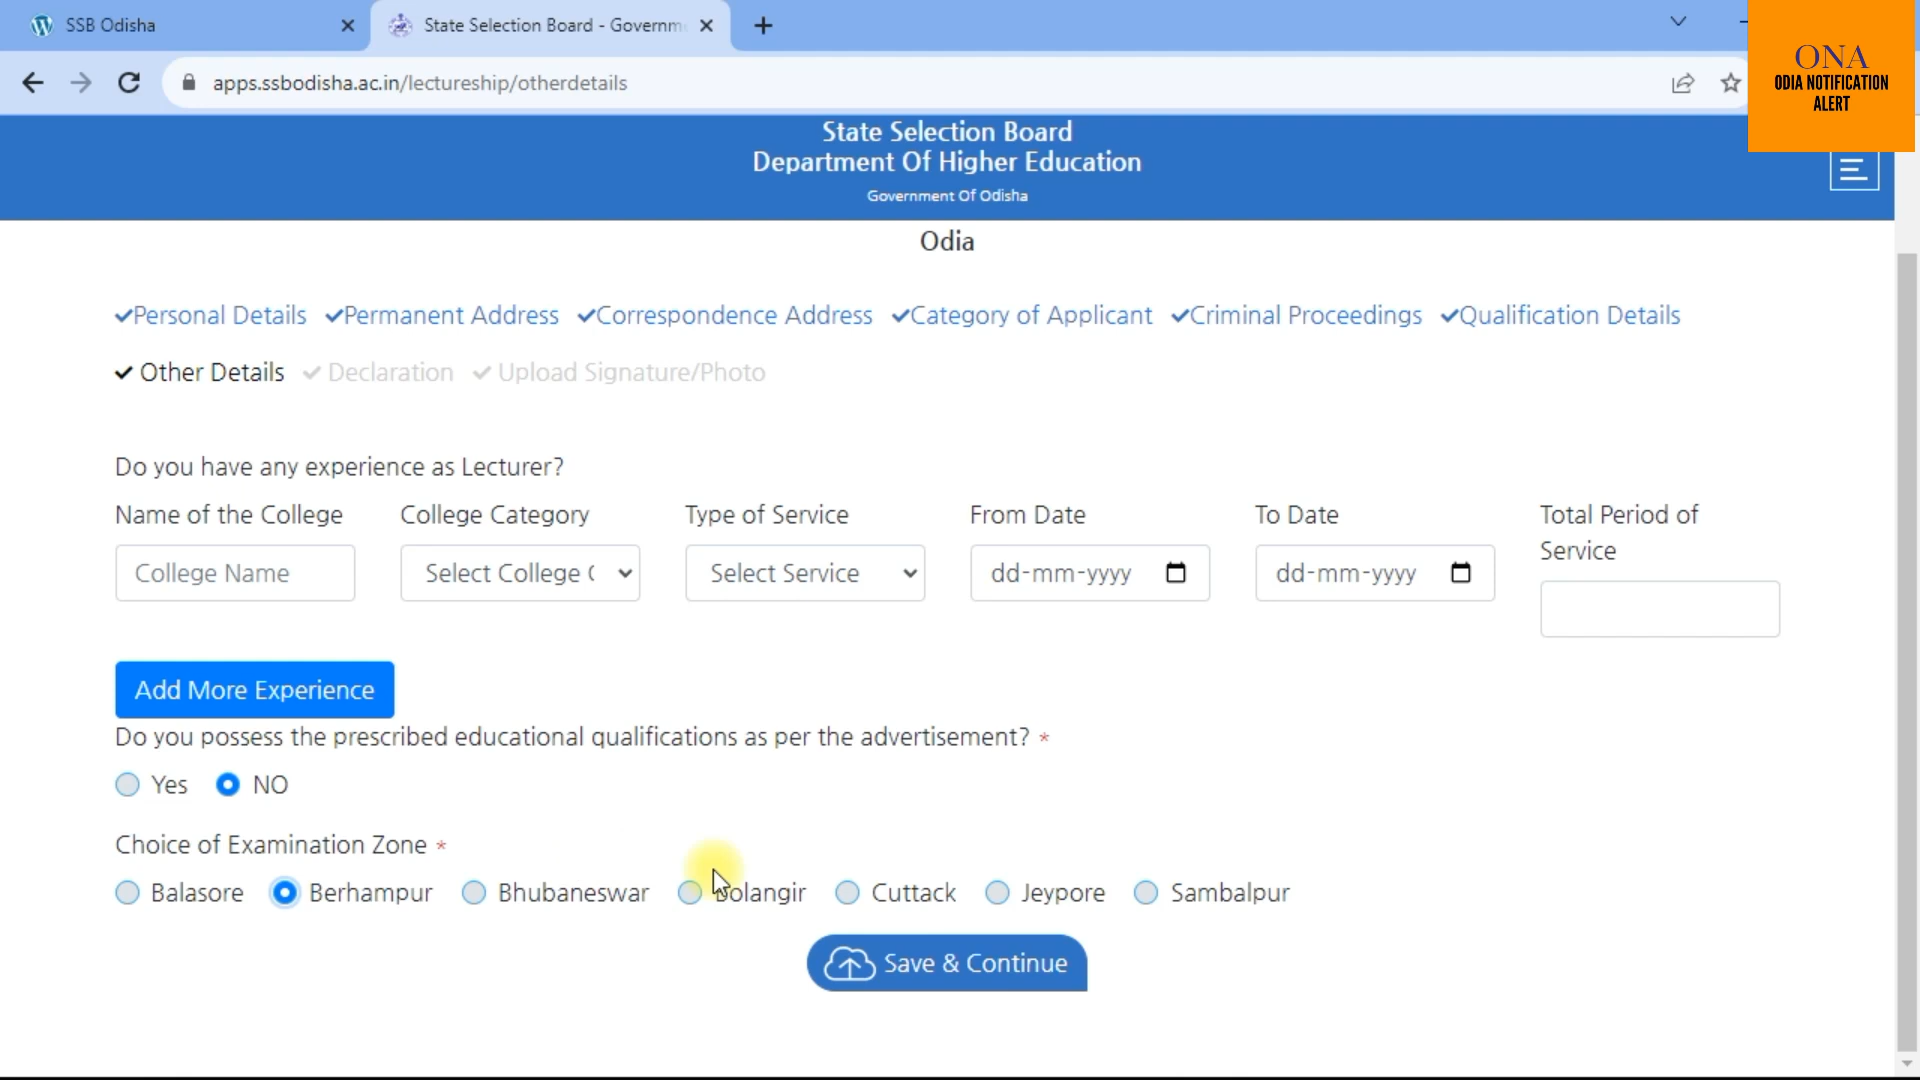 SSB Odisha
State Selection Board - Governm
ONA
ODIA NOTIFICATION
ALERT
apps.ssbodisha.ac.in/lectureship/otherdetails
State Selection Board
Department Of Higher Education
Government Of Odisha
Odia
Personal Details Permanent Address Correspondence Address Category of Applicant Criminal Proceedings Qualification Details
Other Details Declaration Upload Signature/Photo
Do you have any experience as Lecturer?
Name of the College College Category Type of Service From Date To Date Total Period of
Service
College Name Select College ( Select Service dd-mm-yyyy dd-mm-yyyy
Add More Experience
Do you possess the prescribed educational qualifications as per the advertisement? *
Yes NO
Choice of Examination Zone *
Balasore Berhampur Bhubaneswar Bolangir Cuttack Jeypore Sambalpur
Save & Continue